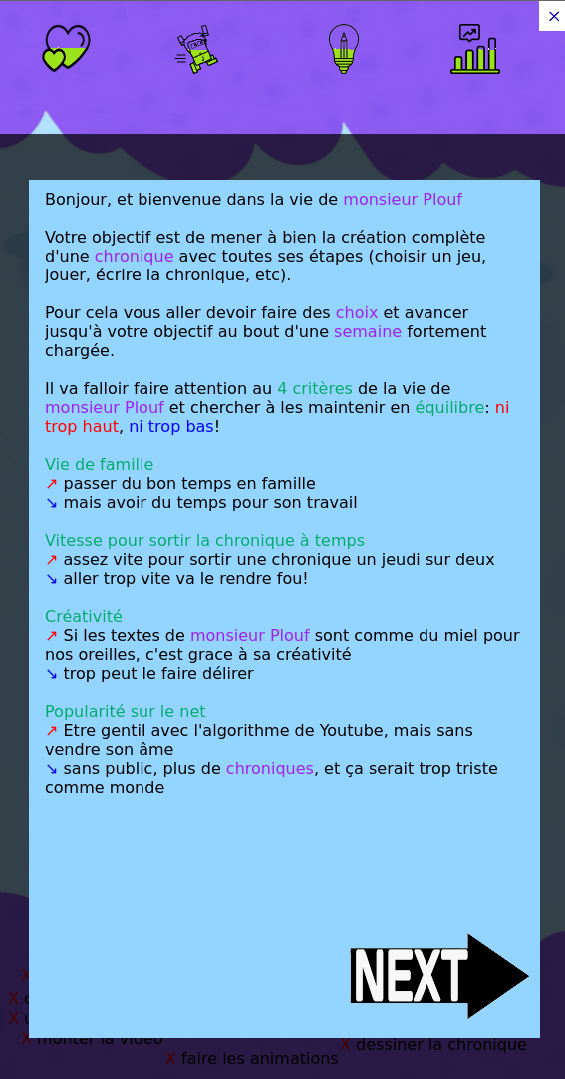 Bonjour, et bienvenue dans la vie de monsieur Plouf
Votre objectif est de mener à bien la création complète
d'une chronique avec toutes ses étapes (choisir un jeu,
jouer, écrire la chronique, etc).
Pour cela vous aller devoir faire des choix et avancer
jusqu'à votre objectif au bout d'une semaine fortement
chargée.
Il va falloir faire attention au 4 critères de la vie de
monsieur Plouf et chercher à les maintenir en équilibre: ni
trop haut, ni trop bas!
Vie de famille
↗ passer du bon temps en famille
↘ mais avoir du temps pour son travail
Vitesse pour sortir la chronique à temps
↗ assez vite pour sortir une chronique un jeudi sur deux
↘ aller trop vite va le rendre fou!
Créativité
↗ Si les textes de monsieur Plouf sont comme du miel pour
nos oreilles, c'est grace à sa créativité
↘ trop peut le faire délirer
Popularité sur le net
↗ Etre gentil avec l'algorithme de Youtube, mais sans
vendre son âme
↘ sans public, plus de chroniques, et ça serait trop triste
comme monde
NEXT
X
X
X
X monter la vidéo
X dessiner la chronique
X faire les animations